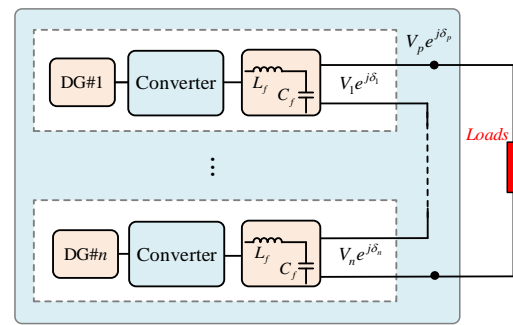 V_p e^{jδ_p}
DG#1
Converter
L_f
C_f
V_1 e^{jδ_1}
Loads
⋮
DG#n
Converter
L_f
C_f
V_n e^{jδ_n}